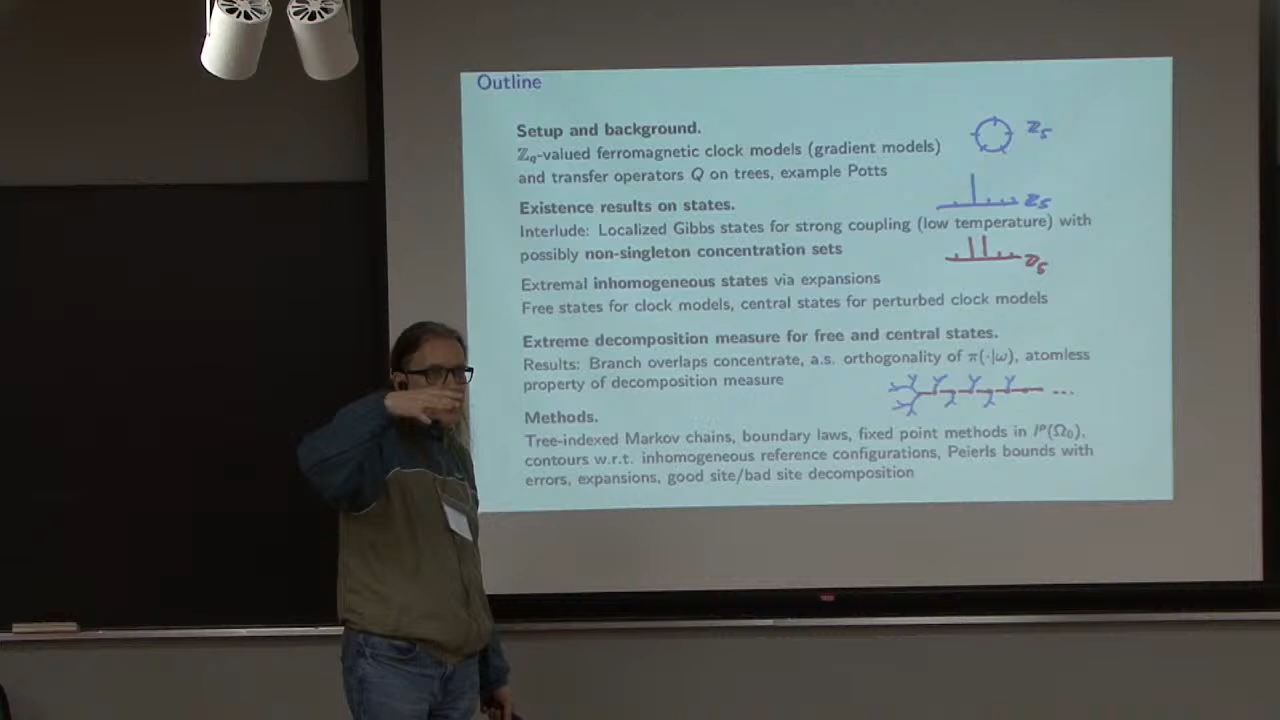 Outline
Setup and background.
ℤq-valued ferromagnetic clock models (gradient models)
and transfer operators Q on trees, example Potts
ℤ5
Existence results on states.
ℤ5
Interlude: Localized Gibbs states for strong coupling (low temperature) with
possibly non-singleton concentration sets
ℤ5
Extremal inhomogeneous states via expansions
Free states for clock models, central states for perturbed clock models
Extreme decomposition measure for free and central states.
Results: Branch overlaps concentrate, a.s. orthogonality of π(·|ω), atomless
property of decomposition measure
...
Methods.
Tree-indexed Markov chains, boundary laws, fixed point methods in lᵖ(Ω₀),
contours w.r.t. inhomogeneous reference configurations, Peierls bounds with
errors, expansions, good site/bad site decomposition